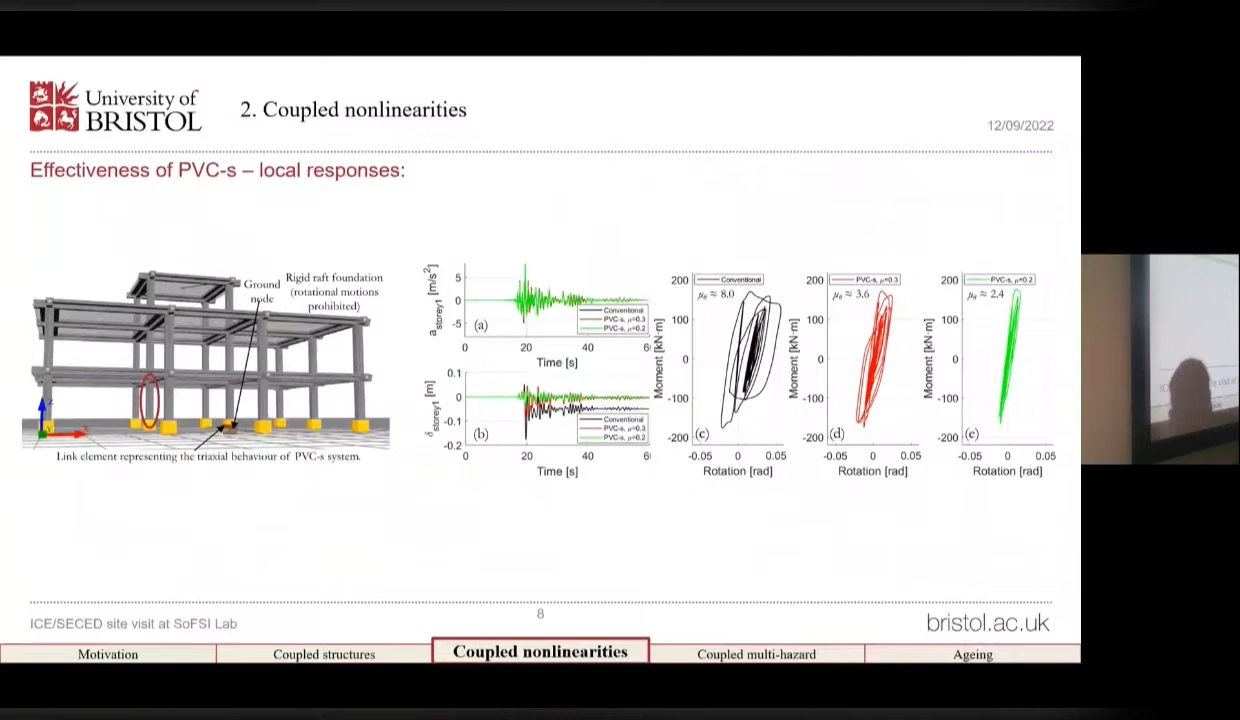 University of
BRISTOL
2. Coupled nonlinearities
12/09/2022
Effectiveness of PVC-s – local responses:
Ground
node
Rigid raft foundation
(rotational motions
prohibited)
Link element representing the triaxial behaviour of PVC-s system.
a storey1 [m/s²]
5
0
-5
(a)
Conventional
PVC-s, μ=0.3
PVC-s, μ=0.2
0 20 40 6
Time [s]
δ storey1 [m]
0.1
0
-0.1
-0.2
(b)
Conventional
PVC-s, μ=0.3
PVC-s, μ=0.2
0 20 40 6
Time [s]
Moment [kN·m]
200
100
0
-100
-200
Conventional
μθ ≈ 8.0
(c)
-0.05 0 0.05
Rotation [rad]
Moment [kN·m]
200
100
0
-100
-200
PVC-s, μ=0.3
μθ ≈ 3.6
(d)
-0.05 0 0.05
Rotation [rad]
Moment [kN·m]
200
100
0
-100
-200
PVC-s, μ=0.2
μθ ≈ 2.4
(e)
-0.05 0 0.05
Rotation [rad]
ICE/SECED site visit at SoFSI Lab
8
bristol.ac.uk
Motivation
Coupled structures
Coupled nonlinearities
Coupled multi-hazard
Ageing